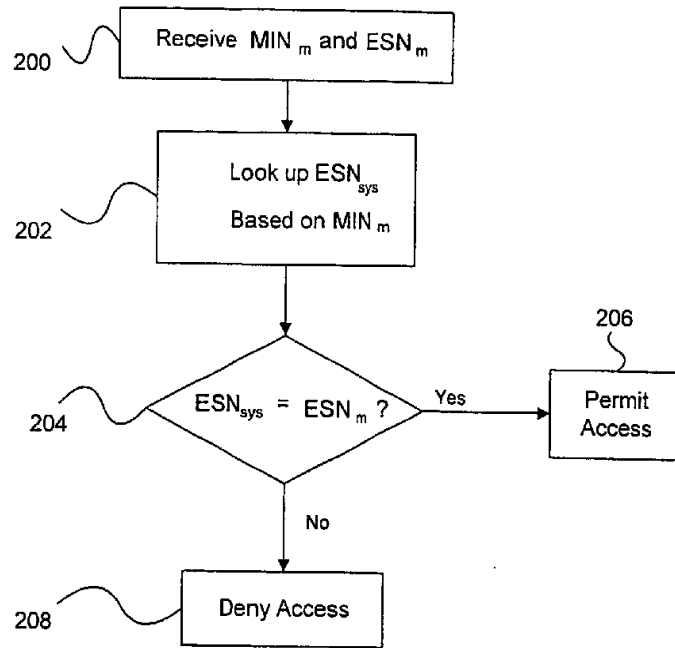 200
Receive MIN m and ESN m
202
Look up ESN sys
Based on MIN m
204
ESN sys = ESN m ?
Yes
206
Permit
Access
No
208
Deny Access